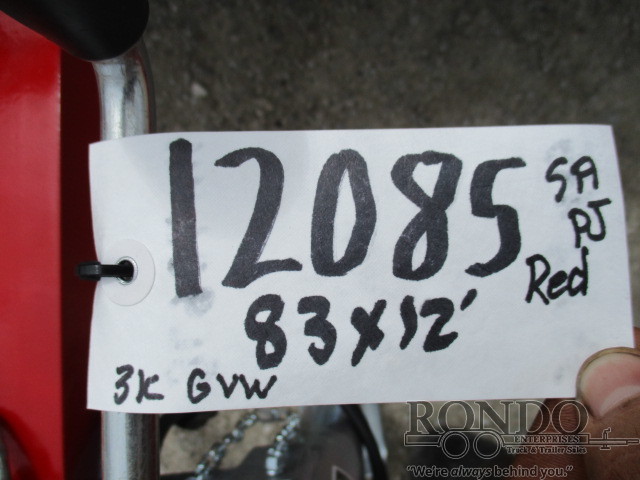 12085
SA
PJ
Red
83x12'
3K GVW
RONDO
ENTERPRISES
Truck & Trailer Sales
"We're always behind you."